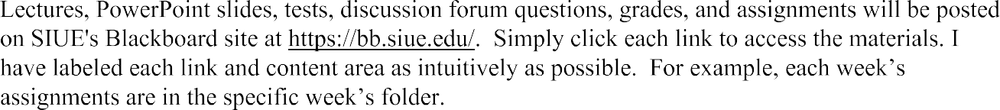 Lectures, PowerPoint slides, tests, discussion forum questions, grades, and assignments will be posted
on SIUE's Blackboard site at https://bb.siue.edu/.  Simply click each link to access the materials. I
have labeled each link and content area as intuitively as possible.  For example, each week’s
assignments are in the specific week’s folder.